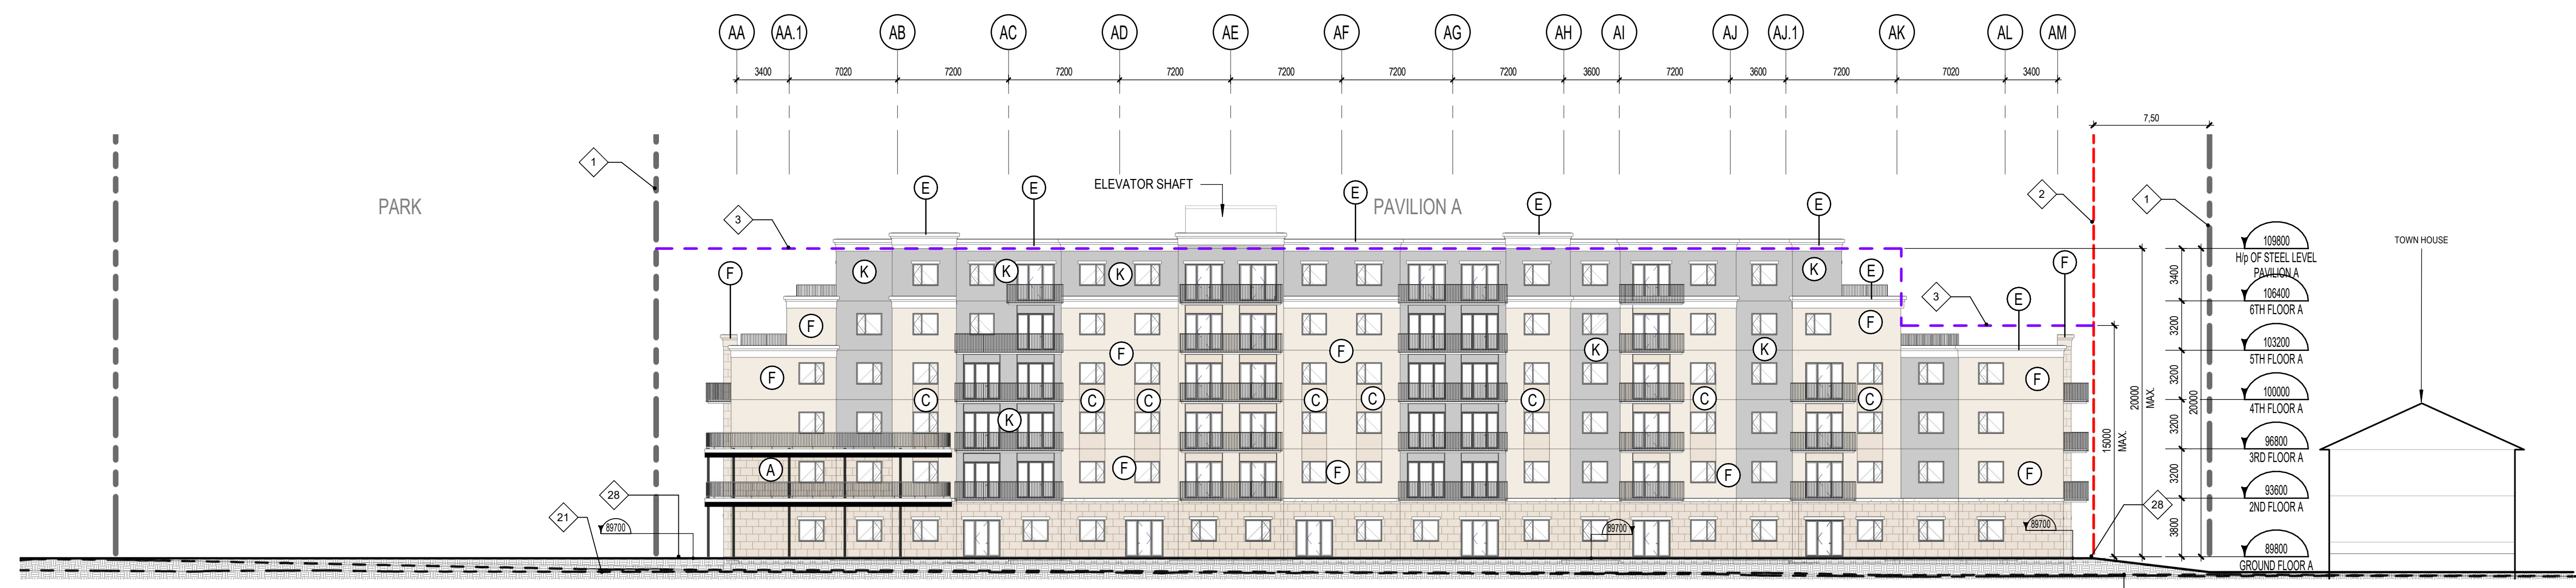 AA AA.1 AB AC AD AE AF AG AH AI AJ AJ.1 AK AL AM
3400 7020 7200 7200 7200 7200 7200 7200 3600 7200 3600 7200 7020 3400
7,50
1
2
1
E E ELEVATOR SHAFT E PAVILION A E E
PARK
3
109800
H/p OF STEEL LEVEL
PAVILION A
TOWN HOUSE
F K K K K E F
3400
106400
6TH FLOOR A
3 E
F F
3200
103200
5TH FLOOR A
F F K K
F F
3200
20000 MAX.
20000
100000
4TH FLOOR A
C C C C C C C C
K
3200
15000 MAX.
96800
3RD FLOOR A
A F F F F
3200
93600
2ND FLOOR A
28 28
21
89700 89700 89700
3800
89800
GROUND FLOOR A